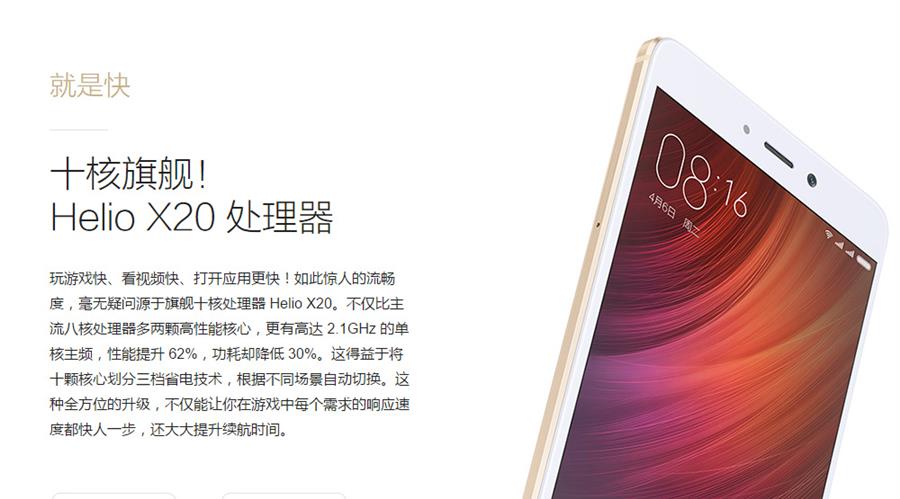 就是快
十核旗舰！
Helio X20 处理器
玩游戏快、看视频快、打开应用更快！如此惊人的流畅
度，毫无疑问源于旗舰十核处理器 Helio X20。不仅比主
流八核处理器多两颗高性能核心，更有高达 2.1GHz 的单
核主频，性能提升 62%，功耗却降低 30%。这得益于将
十颗核心划分三档省电技术，根据不同场景自动切换。这
种全方位的升级，不仅能让你在游戏中每个需求的响应速
度都快人一步，还大大提升续航时间。
08:16
4月6日 周二